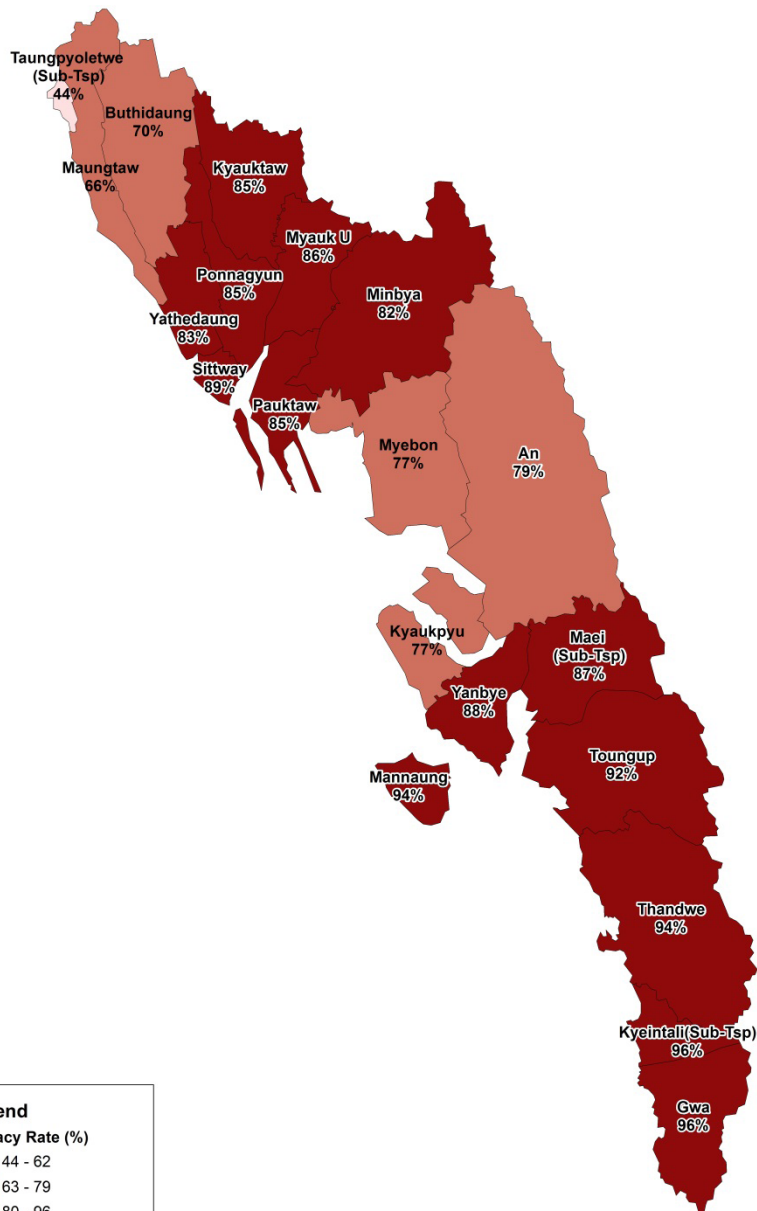 Taungpyoletwe
(Sub-Tsp)
44%
Buthidaung
70%
Maungtaw
66%
Kyauktaw
85%
Myauk U
86%
Ponnagyun
85%
Minbya
82%
Yathedaung
83%
Sittway
89%
Pauktaw
85%
Myebon
77%
An
79%
Kyaukpyu
77%
Maei
(Sub-Tsp)
87%
Yanbye
88%
Toungup
92%
Mannaung
94%
Thandwe
94%
Kyeintali(Sub-Tsp)
96%
Gwa
96%
end
acy Rate (%)
44 - 62
63 - 79
80 - 96